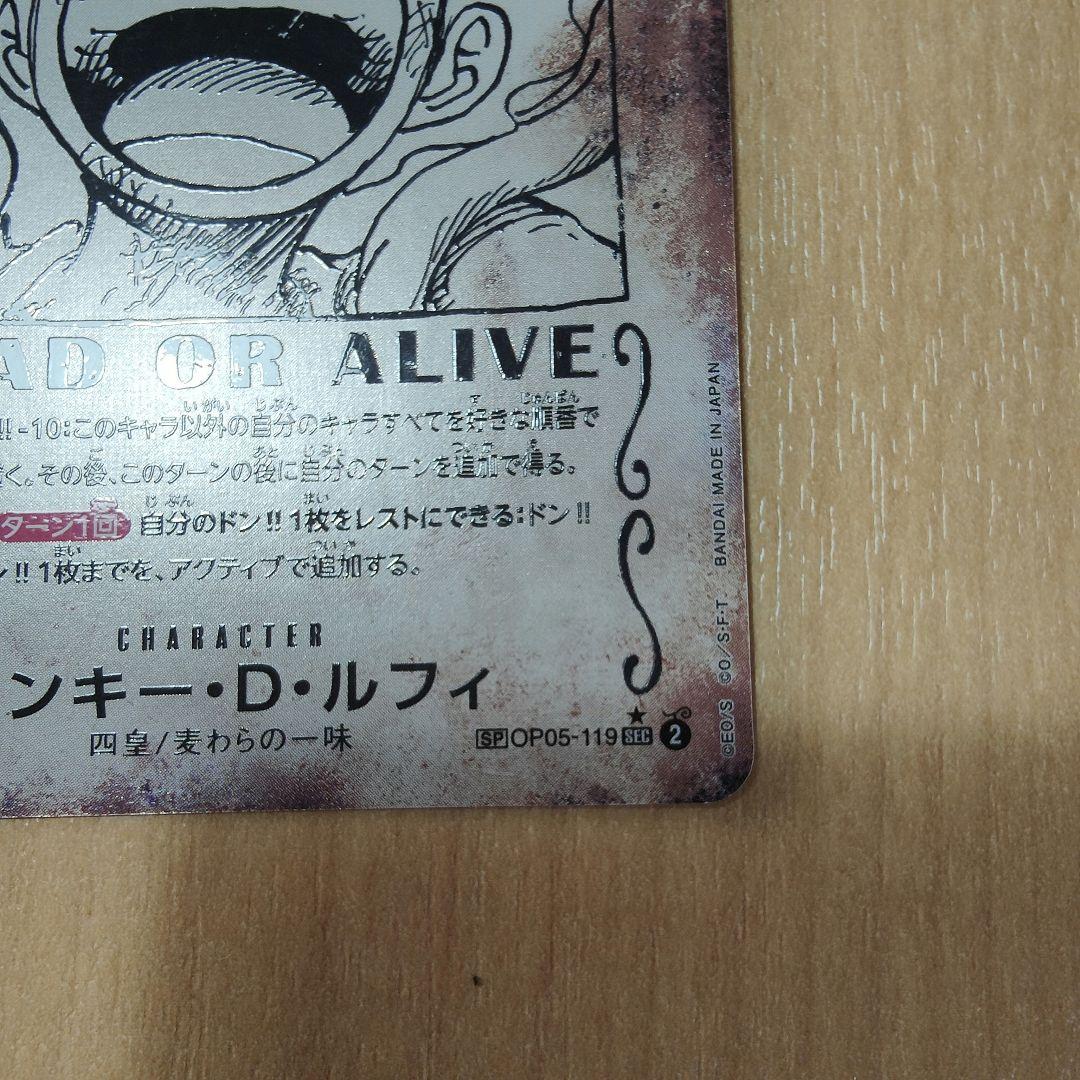 AD OR ALIVE
!!-10:このキャラ以外の自分のキャラすべてを好きな順番で
く。その後、このターンの後に自分のターンを追加で得る。
ターン1回 自分のドン!!1枚をレストにできる:ドン!!
!!1枚までを、アクティブで追加する。
CHARACTER
ンキー・D・ルフィ
四皇/麦わらの一味
SP OP05-119 SEC 2
©EO/S ©O/S・F・T BANDAI MADE IN JAPAN